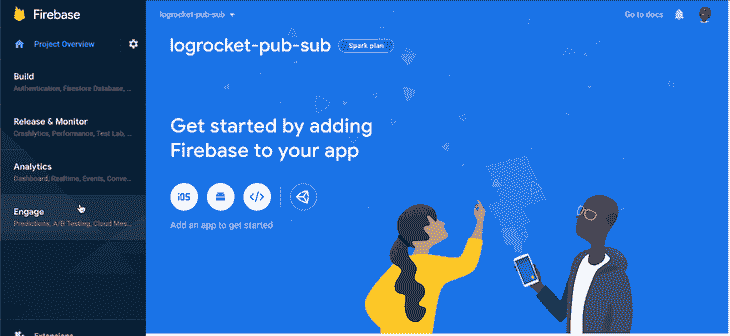 Firebase
logrocket-pub-sub
Go to docs
Project Overview
logrocket-pub-sub
Spark plan
Build
Authentication, Firestore Database, ...
Release & Monitor
Crashlytics, Performance, Test Lab, ...
Get started by adding
Firebase to your app
Analytics
Dashboard, Realtime, Events, Conve...
iOS
Engage
Predictions, A/B Testing, Cloud Mes...
Add an app to get started
Extensions